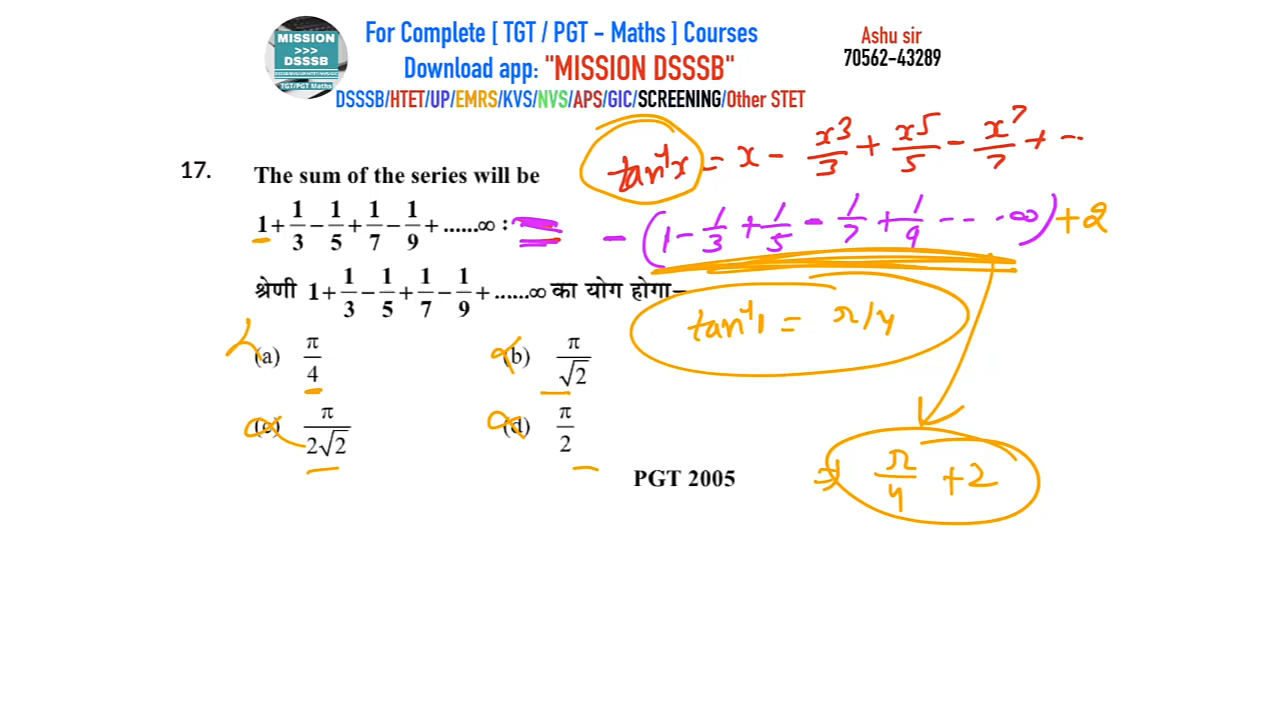 MISSION
>>>
DSSSB
TGT/PGT Maths
For Complete [ TGT / PGT - Maths ] Courses
Download app: "MISSION DSSSB"
DSSSB/HTET/UP/EMRS/KVS/NVS/APS/GIC/SCREENING/Other STET
Ashu sir
70562-43289
tan⁻¹x = x - x³/3 + x⁵/5 - x⁷/7 + --
17. The sum of the series will be
1+1/3−1/5+1/7−1/9+......∞ :
- (1 - 1/3 + 1/5 - 1/7 + 1/9 - - - ·∞) + 2
श्रेणी 1+1/3−1/5+1/7−1/9+......∞ का योग होगा–
tan⁻¹1 = π/4
(a) π/4
(b) π/√2
(c) π/2√2
(d) π/2
⇒ π/4 + 2
PGT 2005